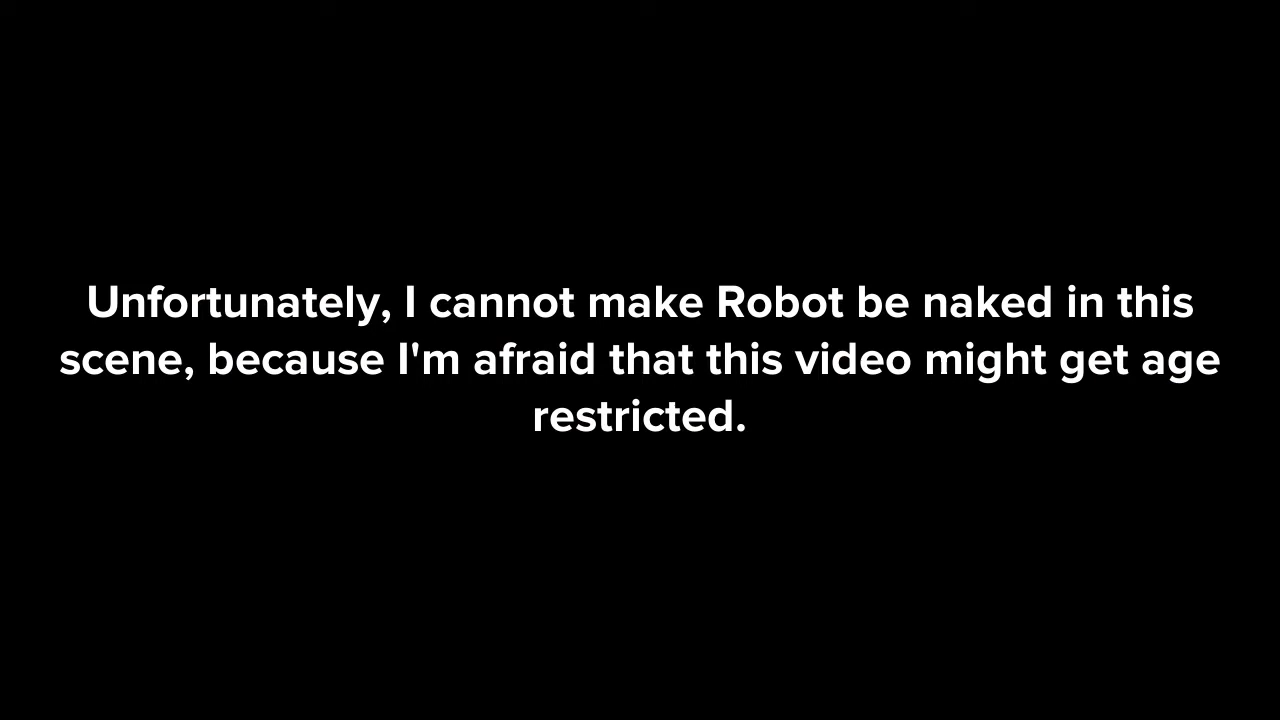 Unfortunately, I cannot make Robot be naked in this
scene, because I'm afraid that this video might get age
restricted.